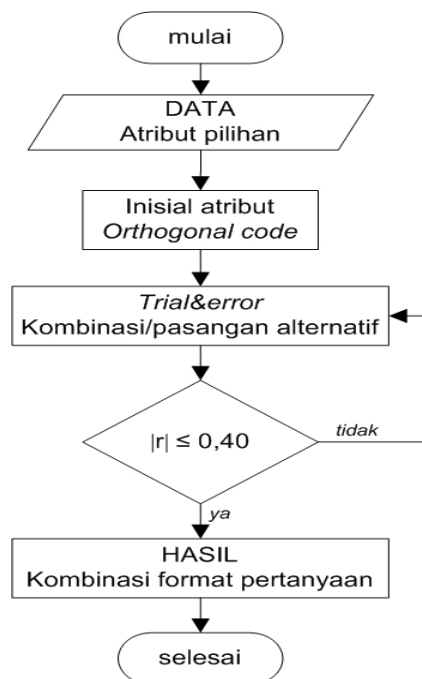 mulai
DATA
Atribut pilihan
Inisial atribut
Orthogonal code
Trial&error
Kombinasi/pasangan alternatif
|r| ≤ 0,40
tidak
ya
HASIL
Kombinasi format pertanyaan
selesai